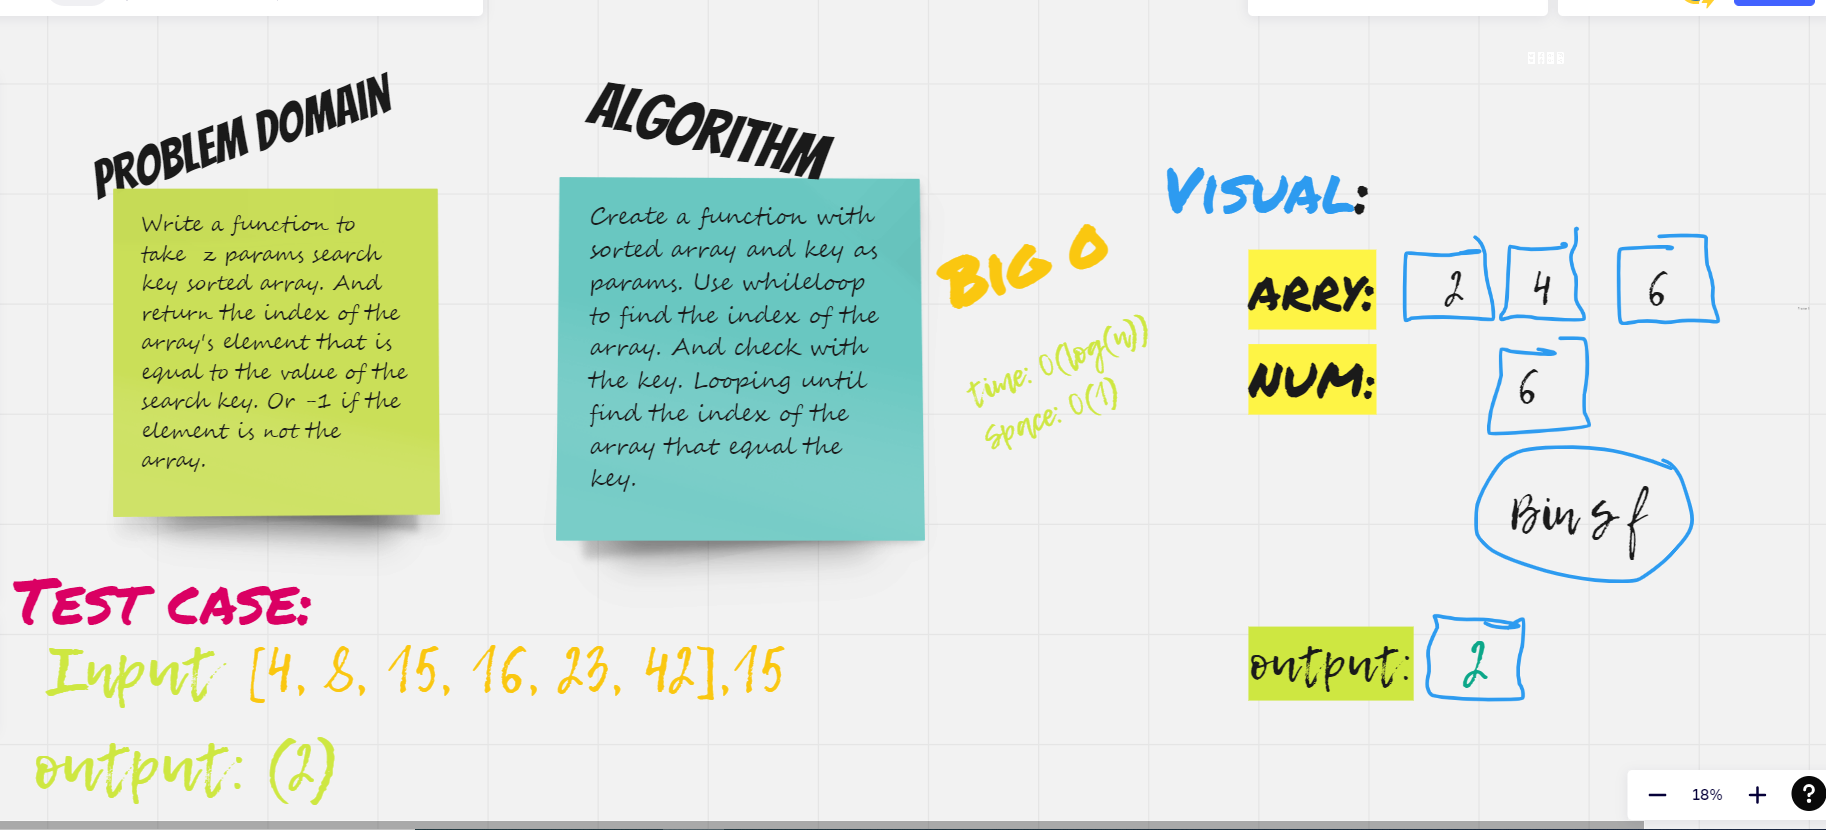 PROBLEM DOMAIN
Write a function to
take z params search
key sorted array. And
return the index of the
array's element that is
equal to the value of the
search key. Or -1 if the
element is not the
array.
ALGORITHM
Create a function with
sorted array and key as
params. Use whileloop
to find the index of the
array. And check with
the key. Looping until
find the index of the
array that equal the
key.
BIG O
time: O(log(n))
space: O(1)
VISUAL:
ARRY: 2 4 6
NUM: 6
Bin S f
output: 2
TEST CASE:
Input [4, 8, 15, 16, 23, 42],15
output: (2)
18%
?